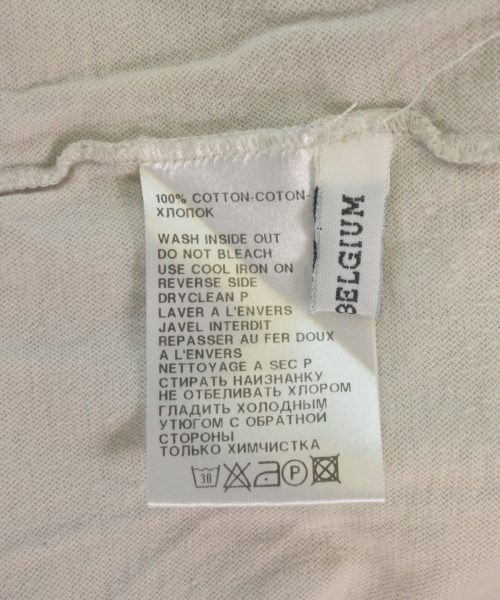 100% COTTON-COTON-
ХЛОПОК
WASH INSIDE OUT
DO NOT BLEACH
USE COOL IRON ON
REVERSE SIDE
DRYCLEAN P
LAVER A L'ENVERS
JAVEL INTERDIT
REPASSER AU FER DOUX
A L'ENVERS
NETTOYAGE A SEC P
СТИРАТЬ НАИЗНАНКУ
НЕ ОТБЕЛИВАТЬ ХЛОРОМ
ГЛАДИТЬ ХОЛОДНЫМ
УТЮГОМ С ОБРАТНОЙ
СТОРОНЫ
ТОЛЬКО ХИМЧИСТКА
30 P
BELGIUM